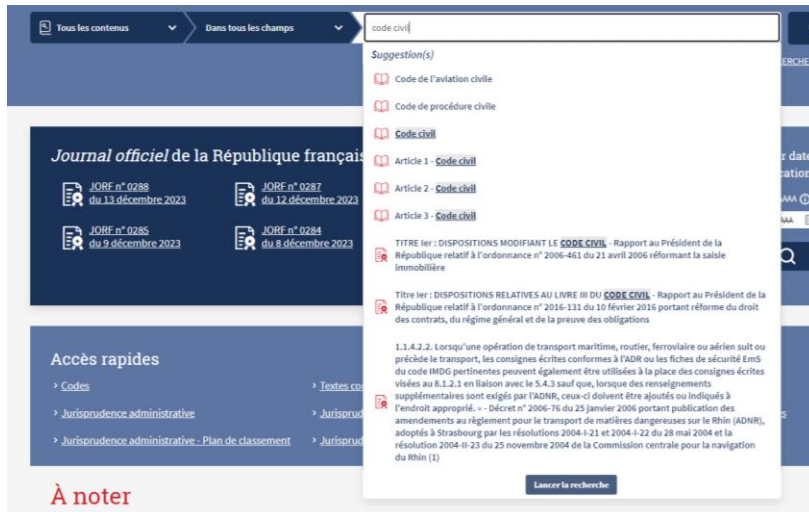 Tous les contenus
Dans tous les champs
code civil
Suggestion(s)
Code de l'aviation civile
Code de procédure civile
Code civil
Article 1 - Code civil
Article 2 - Code civil
Article 3 - Code civil
TITRE Ier : DISPOSITIONS MODIFIANT LE CODE CIVIL - Rapport au Président de la
République relatif à l'ordonnance n° 2006-461 du 21 avril 2006 réformant la saisie
immobilière
Titre Ier : DISPOSITIONS RELATIVES AU LIVRE III DU CODE CIVIL - Rapport au Président de la
République relatif à l'ordonnance n° 2016-131 du 10 février 2016 portant réforme du droit
des contrats, du régime général et de la preuve des obligations
1.1.4.2.2. Lorsqu'une opération de transport maritime, routier, ferroviaire ou aérien suit ou
précède le transport, les consignes écrites conformes à l'ADR ou les fiches de sécurité EmS
du code IMDG pertinentes peuvent également être utilisées à la place des consignes écrites
visées au 8.1.2.1 en liaison avec le 5.4.3 sauf que, lorsque des renseignements
supplémentaires sont exigés par l'ADNR, ceux-ci doivent être ajoutés ou indiqués à
l'endroit approprié. » - Décret n° 2006-76 du 25 janvier 2006 portant publication des
amendements au règlement pour le transport de matières dangereuses sur le Rhin (ADNR),
adoptés à Strasbourg par les résolutions 2004-I-21 et 2004-I-22 du 28 mai 2004 et la
résolution 2004-II-23 du 25 novembre 2004 de la Commission centrale pour la navigation
du Rhin (1)
Lancer la recherche
Journal officiel de la République français
JORF n° 0288
du 13 décembre 2023
JORF n° 0287
du 12 décembre 2023
JORF n° 0285
du 9 décembre 2023
JORF n° 0284
du 8 décembre 2023
Accès rapides
Codes
Textes co
Jurisprudence administrative
Jurisprud
Jurisprudence administrative - Plan de classement
Jurisprud
À noter